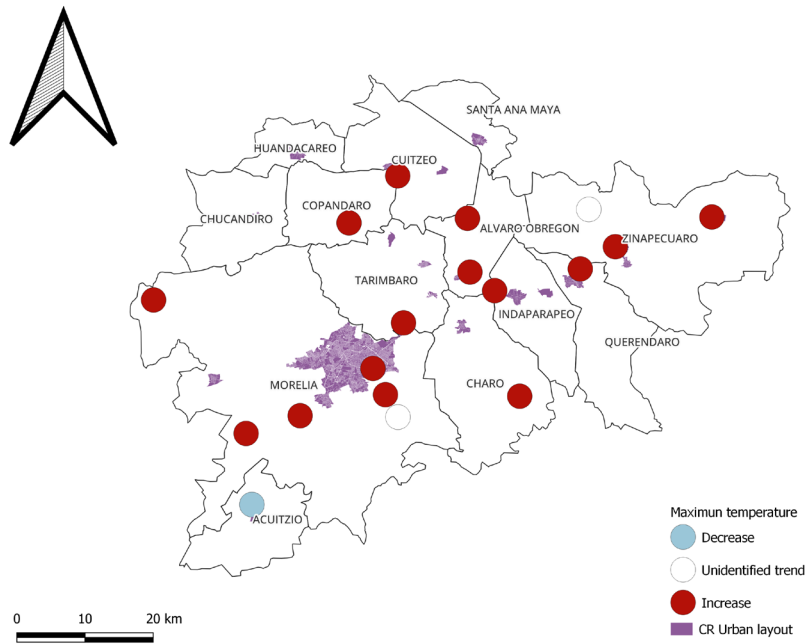 SANTA ANA MAYA
HUANDACAREO
CUITZEO
COPANDARO
CHUCANDIRO
ALVARO OBREGON
ZINAPECUARO
TARIMBARO
INDAPARAPEO
QUERENDARO
MORELIA
CHARO
ACUITZIO
Maximun temperature
Decrease
Unidentified trend
Increase
CR Urban layout
0 10 20 km